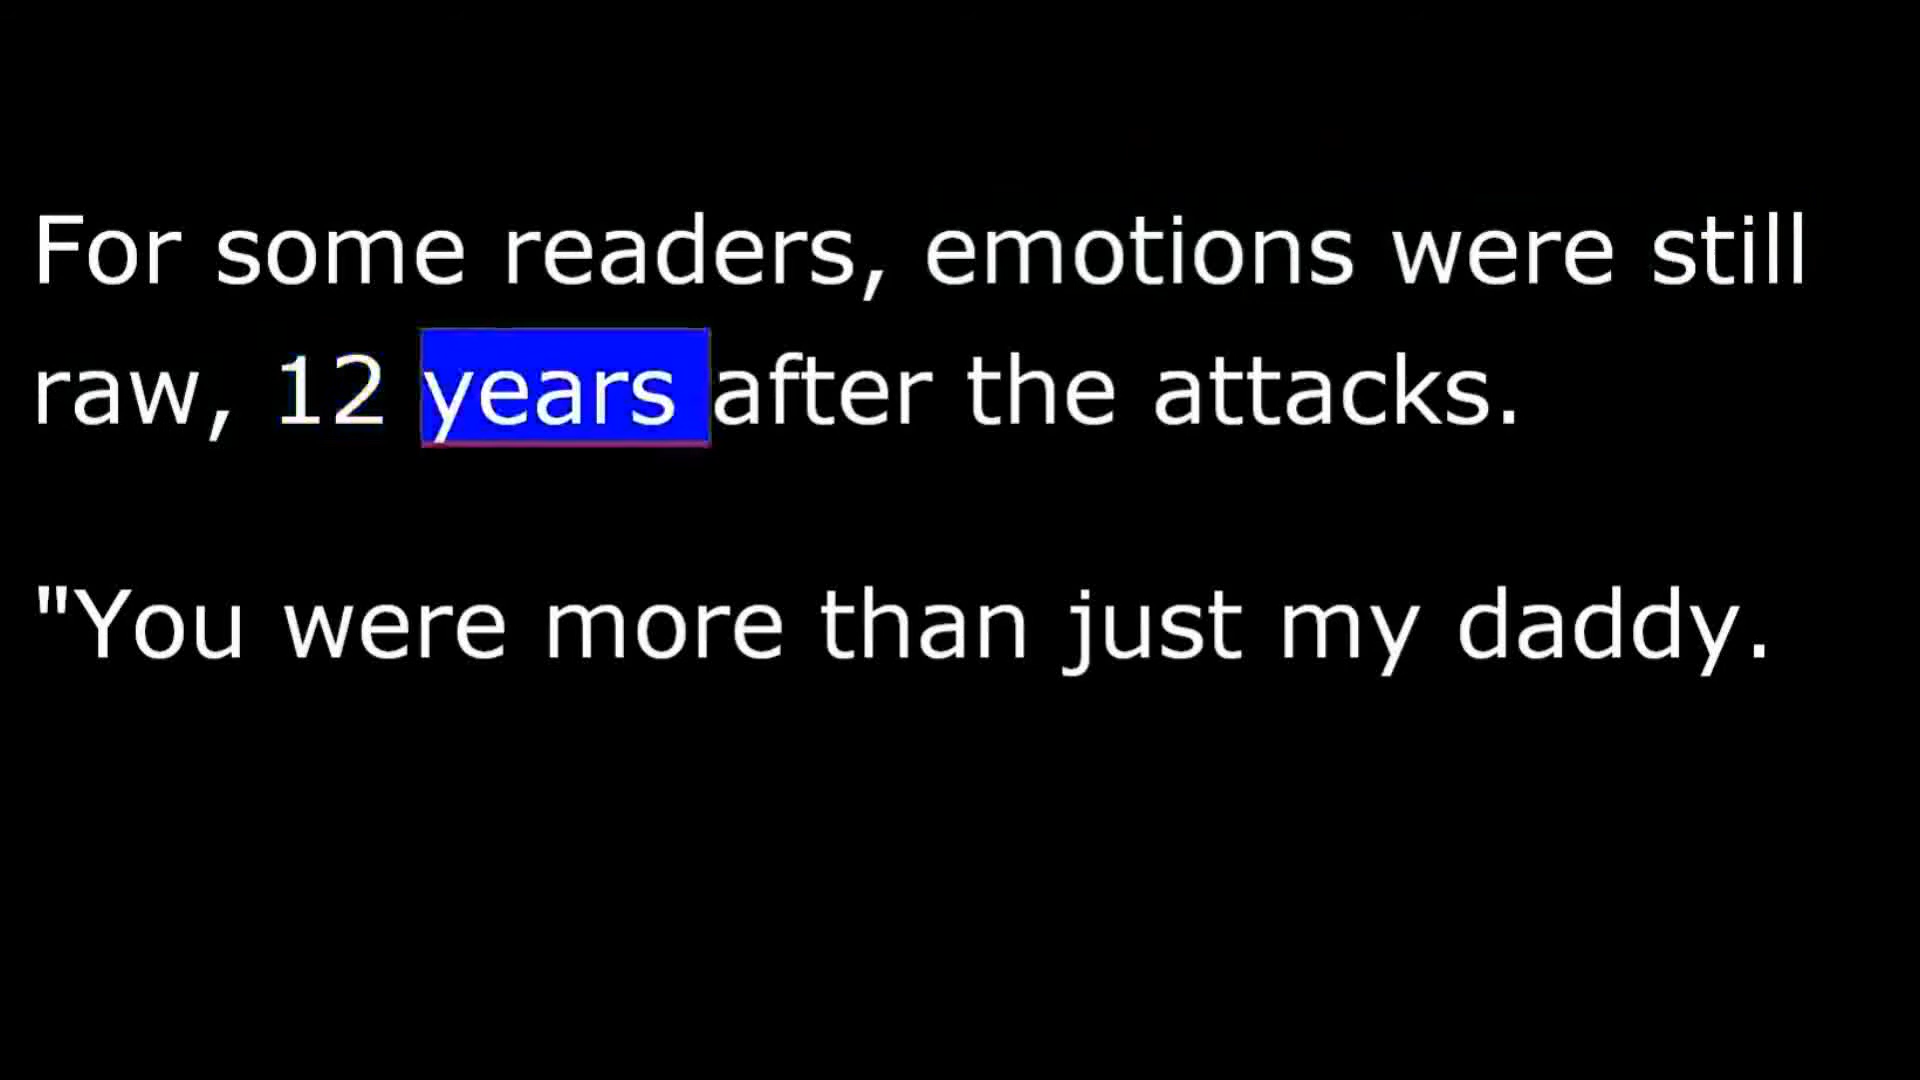 For some readers, emotions were still
raw, 12 years after the attacks.
"You were more than just my daddy.